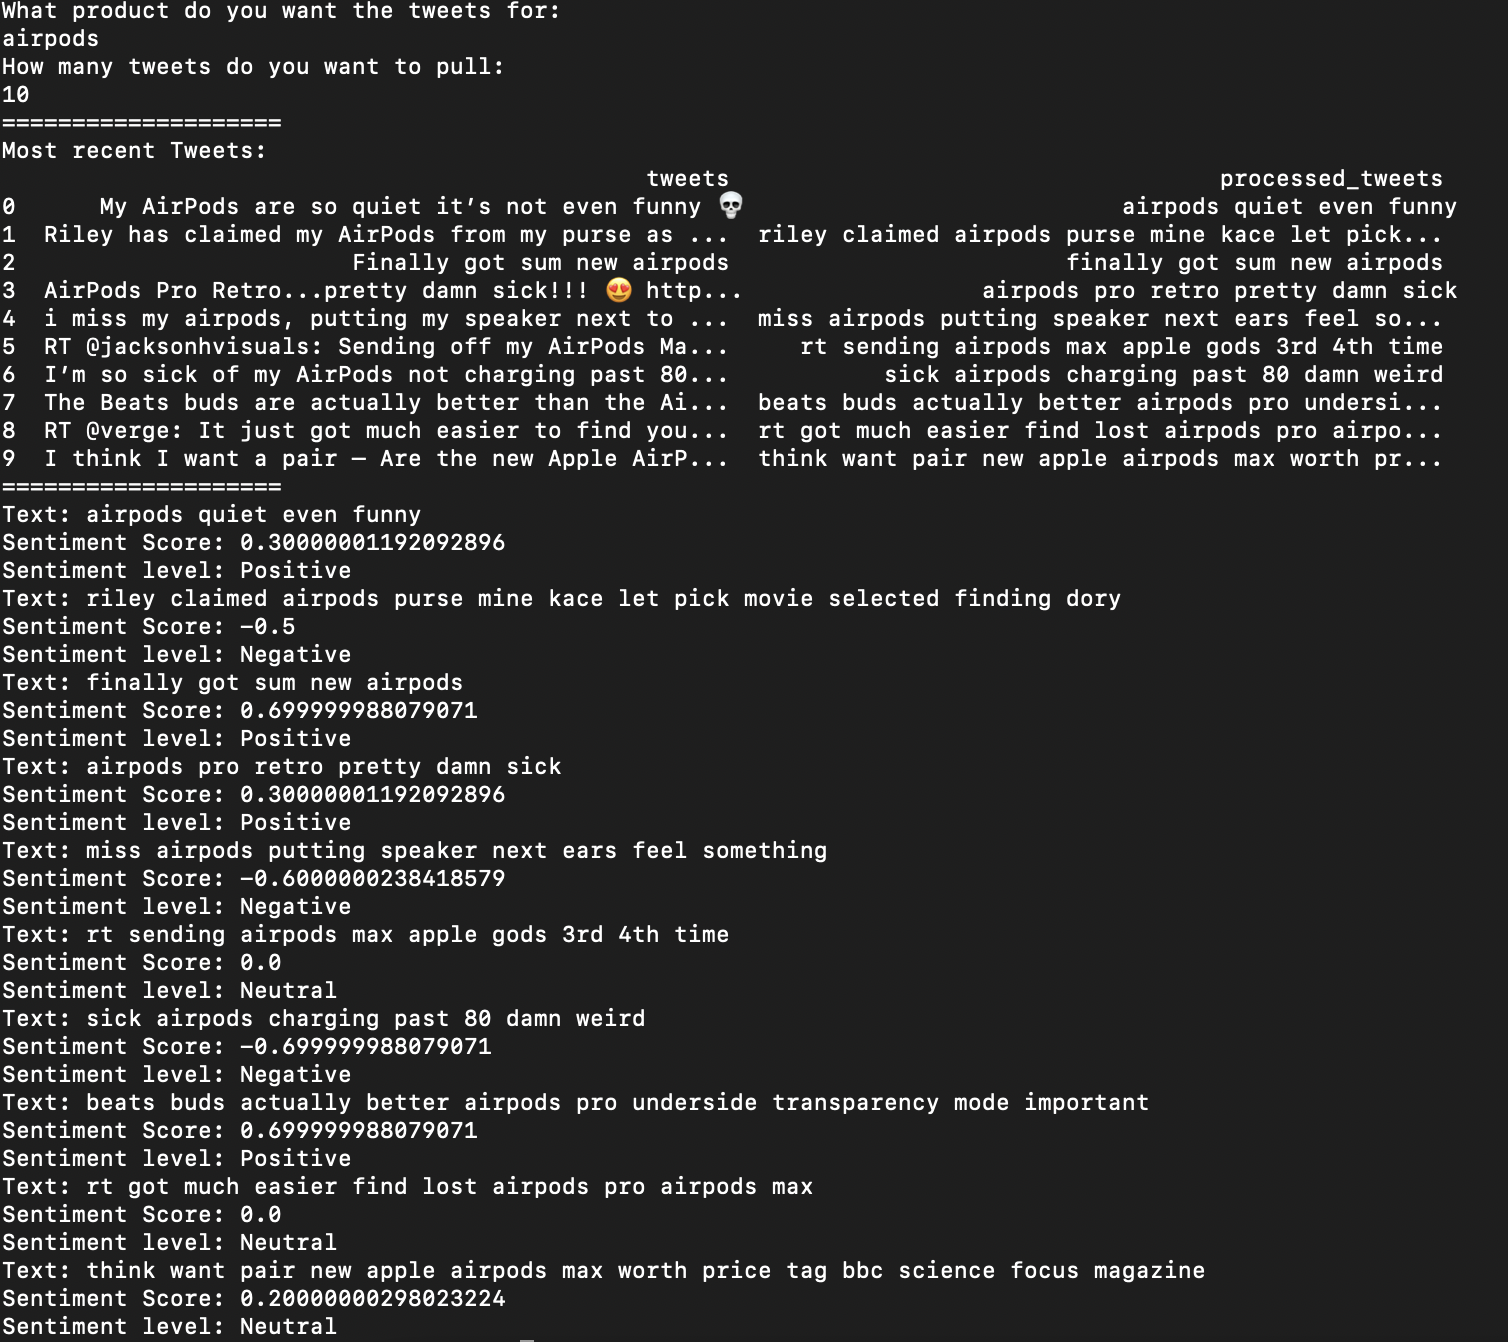 What product do you want the tweets for:
airpods
How many tweets do you want to pull:
10
====================
Most recent Tweets:
tweets processed_tweets
0 My AirPods are so quiet it’s not even funny 💀 airpods quiet even funny
1 Riley has claimed my AirPods from my purse as ... riley claimed airpods purse mine kace let pick...
2 Finally got sum new airpods finally got sum new airpods
3 AirPods Pro Retro...pretty damn sick!!! 😍 http... airpods pro retro pretty damn sick
4 i miss my airpods, putting my speaker next to ... miss airpods putting speaker next ears feel so...
5 RT @jacksonhvisuals: Sending off my AirPods Ma... rt sending airpods max apple gods 3rd 4th time
6 I’m so sick of my AirPods not charging past 80... sick airpods charging past 80 damn weird
7 The Beats buds are actually better than the Ai... beats buds actually better airpods pro undersi...
8 RT @verge: It just got much easier to find you... rt got much easier find lost airpods pro airpo...
9 I think I want a pair — Are the new Apple AirP... think want pair new apple airpods max worth pr...
====================
Text: airpods quiet even funny
Sentiment Score: 0.30000001192092896
Sentiment level: Positive
Text: riley claimed airpods purse mine kace let pick movie selected finding dory
Sentiment Score: -0.5
Sentiment level: Negative
Text: finally got sum new airpods
Sentiment Score: 0.699999988079071
Sentiment level: Positive
Text: airpods pro retro pretty damn sick
Sentiment Score: 0.30000001192092896
Sentiment level: Positive
Text: miss airpods putting speaker next ears feel something
Sentiment Score: -0.6000000238418579
Sentiment level: Negative
Text: rt sending airpods max apple gods 3rd 4th time
Sentiment Score: 0.0
Sentiment level: Neutral
Text: sick airpods charging past 80 damn weird
Sentiment Score: -0.699999988079071
Sentiment level: Negative
Text: beats buds actually better airpods pro underside transparency mode important
Sentiment Score: 0.699999988079071
Sentiment level: Positive
Text: rt got much easier find lost airpods pro airpods max
Sentiment Score: 0.0
Sentiment level: Neutral
Text: think want pair new apple airpods max worth price tag bbc science focus magazine
Sentiment Score: 0.20000000298023224
Sentiment level: Neutral